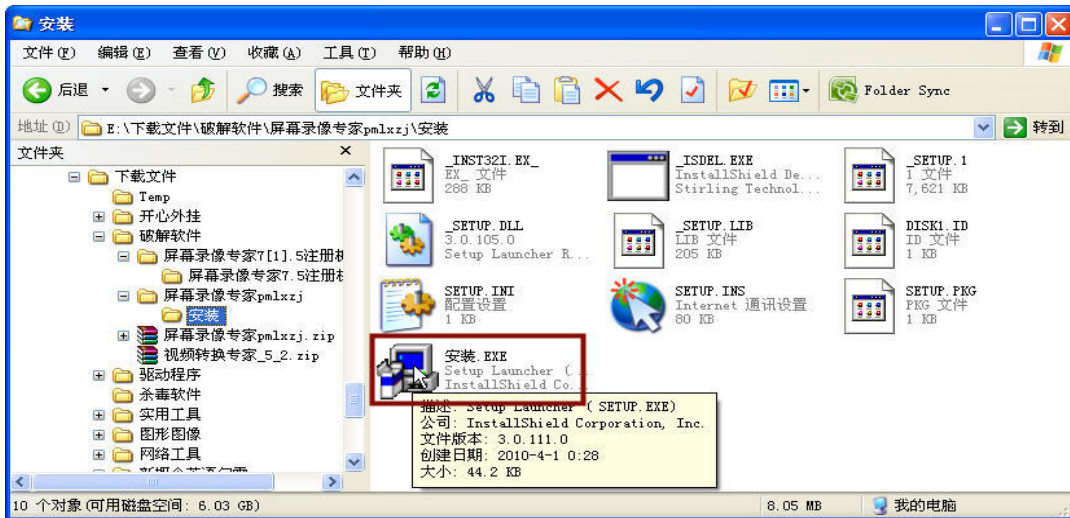 安装
文件(F) 编辑(E) 查看(V) 收藏(A) 工具(T) 帮助(H)
后退 搜索 文件夹 Folder Sync
地址(D) E:\下载文件\破解软件\屏幕录像专家pmlxzj\安装 转到
文件夹
下载文件
Temp
开心外挂
破解软件
屏幕录像专家7[1].5注册机
屏幕录像专家7.5注册机
屏幕录像专家pmlxzj
安装
屏幕录像专家pmlxzj.zip
视频转换专家_5_2.zip
驱动程序
杀毒软件
实用工具
图形图像
网络工具
_INST32I.EX_
EX_ 文件
288 KB
_ISDEL.EXE
InstallShield De...
Stirling Technol...
_SETUP.1
1 文件
7,621 KB
_SETUP.DLL
3.0.105.0
Setup Launcher R...
_SETUP.LIB
LIB 文件
205 KB
DISK1.ID
ID 文件
1 KB
SETUP.INI
配置设置
1 KB
SETUP.INS
Internet 通讯设置
80 KB
SETUP.PKG
PKG 文件
1 KB
安装.EXE
Setup Launcher (...
InstallShield Co...
描述: Setup Launcher ( SETUP.EXE)
公司: InstallShield Corporation, Inc.
文件版本: 3.0.111.0
创建日期: 2010-4-1 0:28
大小: 44.2 KB
10 个对象(可用磁盘空间: 6.03 GB) 8.05 MB 我的电脑